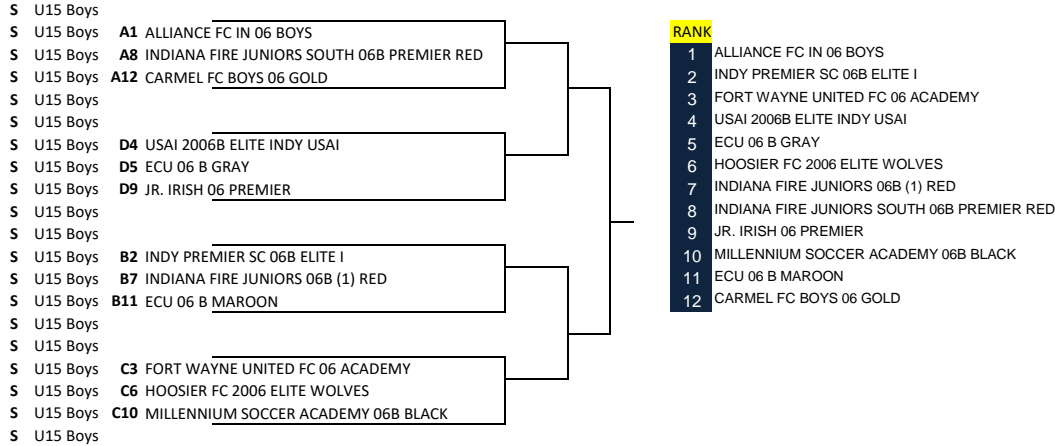 S U15 Boys
S U15 Boys A1 ALLIANCE FC IN 06 BOYS
S U15 Boys A8 INDIANA FIRE JUNIORS SOUTH 06B PREMIER RED
S U15 Boys A12 CARMEL FC BOYS 06 GOLD
S U15 Boys
S U15 Boys
S U15 Boys D4 USAI 2006B ELITE INDY USAI
S U15 Boys D5 ECU 06 B GRAY
S U15 Boys D9 JR. IRISH 06 PREMIER
S U15 Boys
S U15 Boys
S U15 Boys B2 INDY PREMIER SC 06B ELITE I
S U15 Boys B7 INDIANA FIRE JUNIORS 06B (1) RED
S U15 Boys B11 ECU 06 B MAROON
S U15 Boys
S U15 Boys
S U15 Boys C3 FORT WAYNE UNITED FC 06 ACADEMY
S U15 Boys C6 HOOSIER FC 2006 ELITE WOLVES
S U15 Boys C10 MILLENNIUM SOCCER ACADEMY 06B BLACK
S U15 Boys
RANK
1 ALLIANCE FC IN 06 BOYS
2 INDY PREMIER SC 06B ELITE I
3 FORT WAYNE UNITED FC 06 ACADEMY
4 USAI 2006B ELITE INDY USAI
5 ECU 06 B GRAY
6 HOOSIER FC 2006 ELITE WOLVES
7 INDIANA FIRE JUNIORS 06B (1) RED
8 INDIANA FIRE JUNIORS SOUTH 06B PREMIER RED
9 JR. IRISH 06 PREMIER
10 MILLENNIUM SOCCER ACADEMY 06B BLACK
11 ECU 06 B MAROON
12 CARMEL FC BOYS 06 GOLD